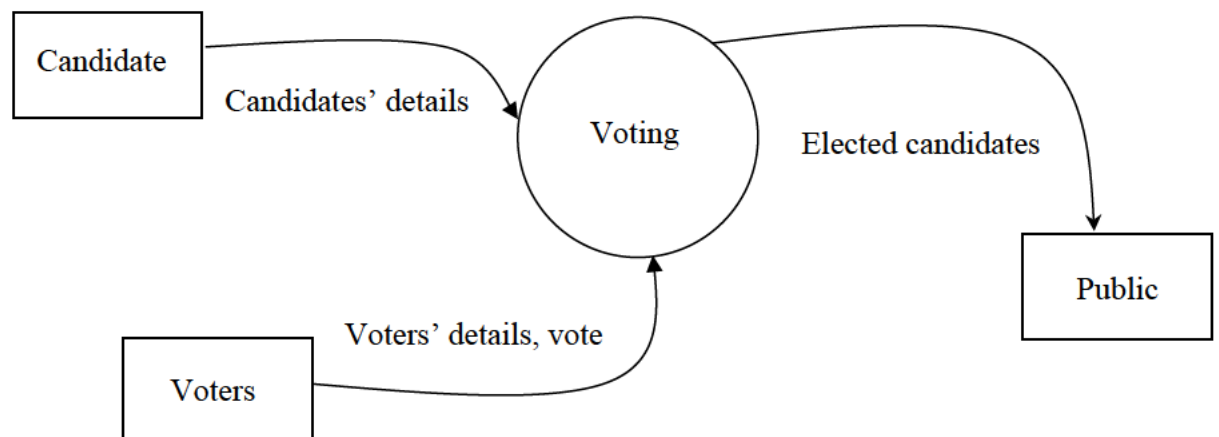 Candidate
Candidates’ details
Voting
Elected candidates
Public
Voters’ details, vote
Voters